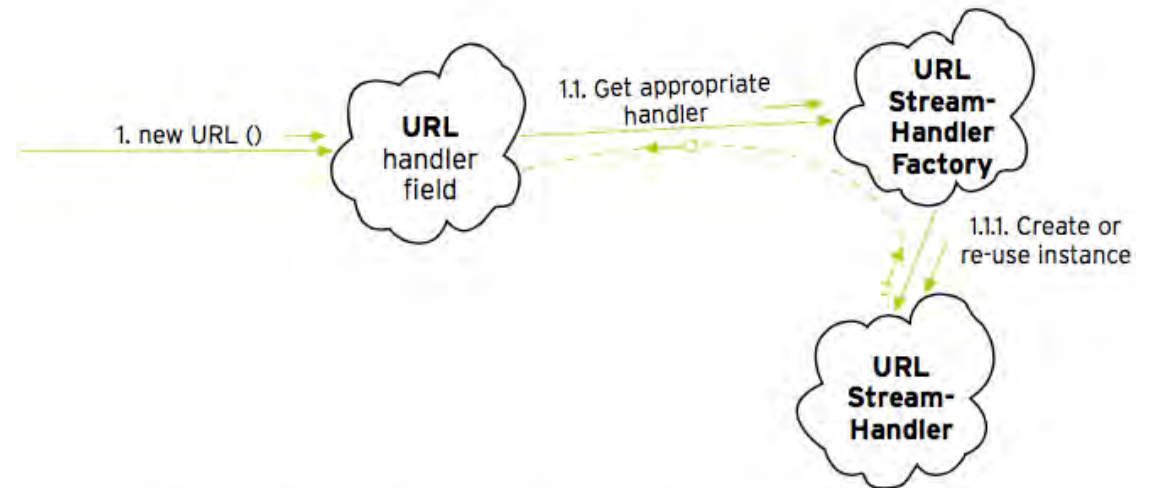 1. new URL ()
URL
handler
field
1.1. Get appropriate
handler
URL
Stream-
Handler
Factory
1.1.1. Create or
re-use instance
URL
Stream-
Handler